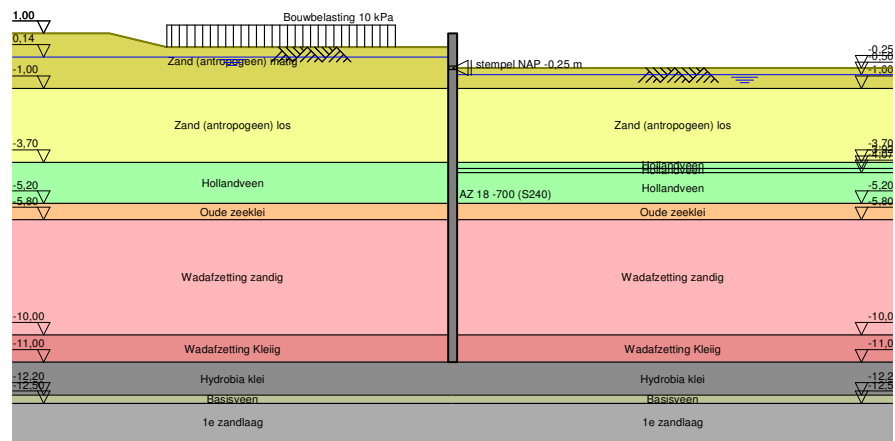 1,00
Bouwbelasting 10 kPa
0,14
Zand (antropogeen) matig
-1,00
stempel NAP -0,25 m
-0,25
-0,50
-1,00
Zand (antropogeen) los
Zand (antropogeen) los
-3,70
-3,70
Hollandveen
Hollandveen
-5,20
Hollandveen
Hollandveen
-5,20
AZ 18 -700 (S240)
-5,80
Oude zeeklei
Oude zeeklei
-5,80
Wadafzetting zandig
Wadafzetting zandig
-10,00
-10,0
-11,00
Wadafzetting Kleiig
Wadafzetting Kleiig
-11,0
-12,20
Hydrobia klei
Hydrobia klei
-12,2
-12,50
Basisveen
Basisveen
-12,5
1e zandlaag
1e zandlaag